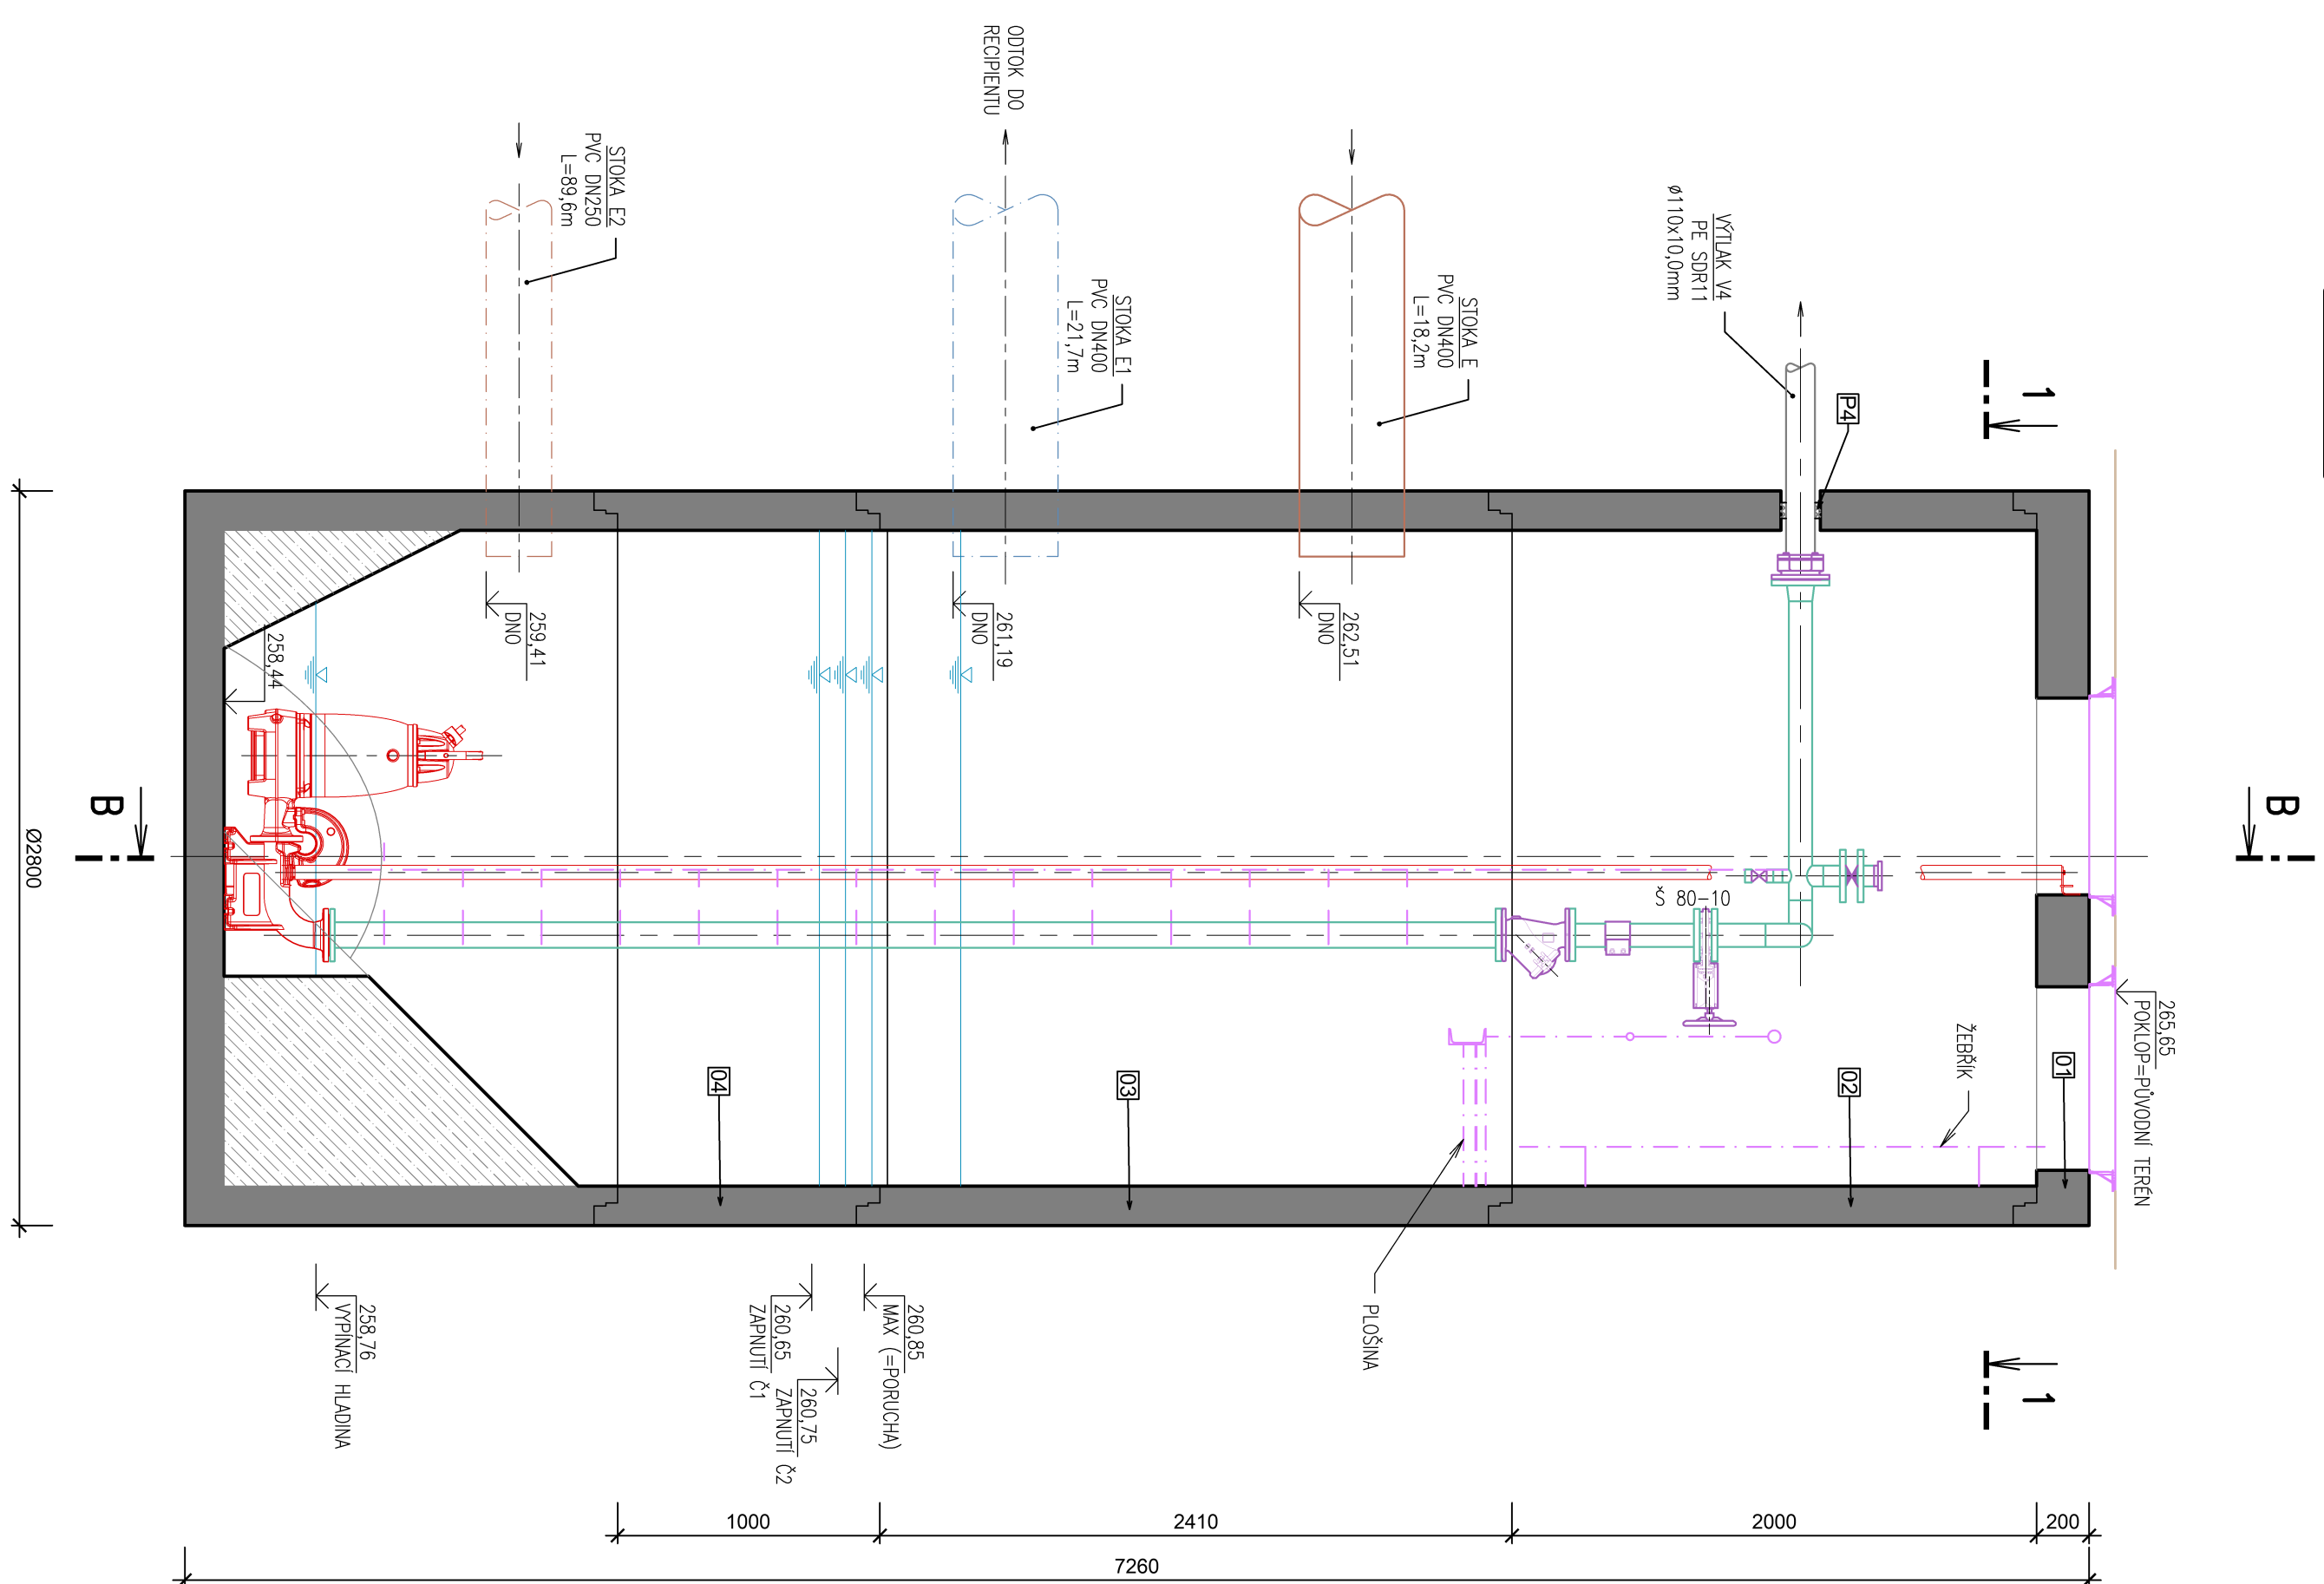 ODTOK DO
RECIPIENTU
STOKA E2
PVC DN250
L=89,6m
STOKA E1
PVC DN400
L=21,7m
STOKA E
PVC DN400
L=18,2m
VÝTLAK V4
PE SDR11
ø110x10,0mm
P4
1
259,41
DNO
261,19
DNO
262,51
DNO
258,44
B
B
Ø2800
Š 80-10
265,65
POKLOP=PŮVODNÍ TERÉN
ŽEBŘÍK
01
02
03
04
PLOŠINA
258,76
VYPÍNACÍ HLADINA
260,65
ZAPNUTÍ Č1
260,75
ZAPNUTÍ Č2
260,85
MAX (=PORUCHA)
1
1000
2410
2000
200
7260